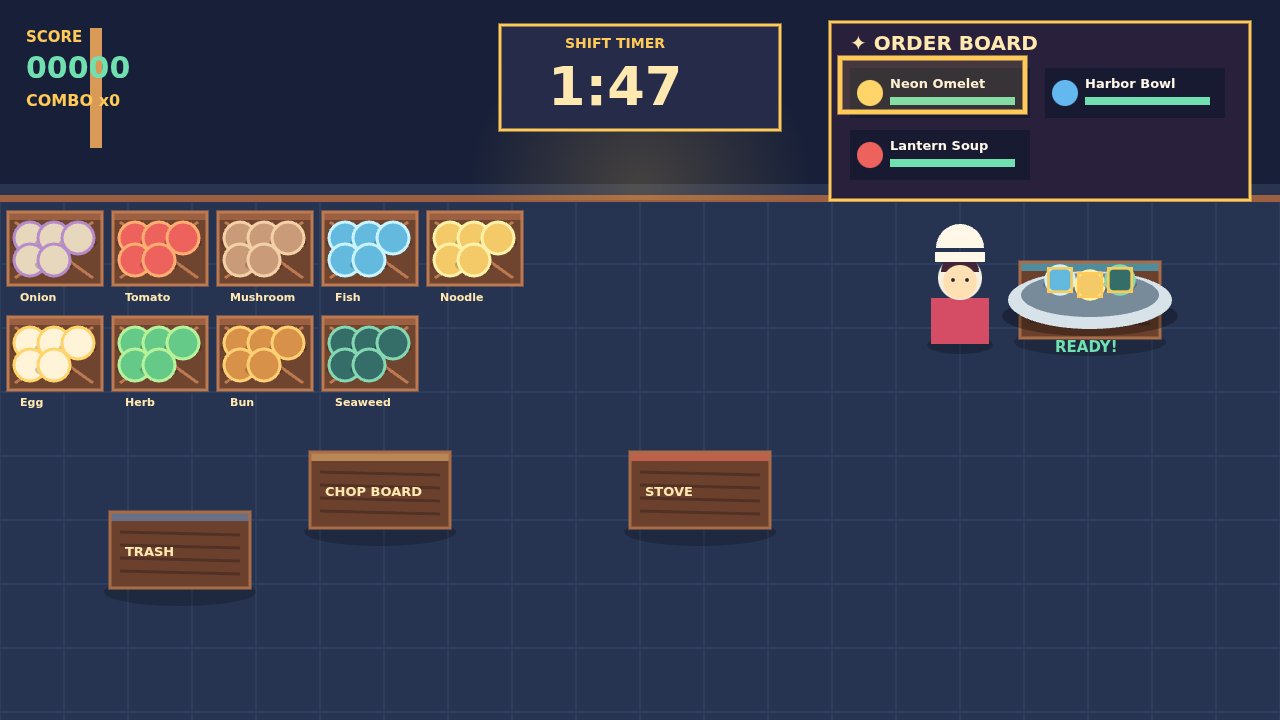 SCORE
00000
COMBO x0
SHIFT TIMER
1:47
✦ ORDER BOARD
Neon Omelet
Harbor Bowl
Lantern Soup
Onion
Tomato
Mushroom
Fish
Noodle
Egg
Herb
Bun
Seaweed
READY!
CHOP BOARD
STOVE
TRASH